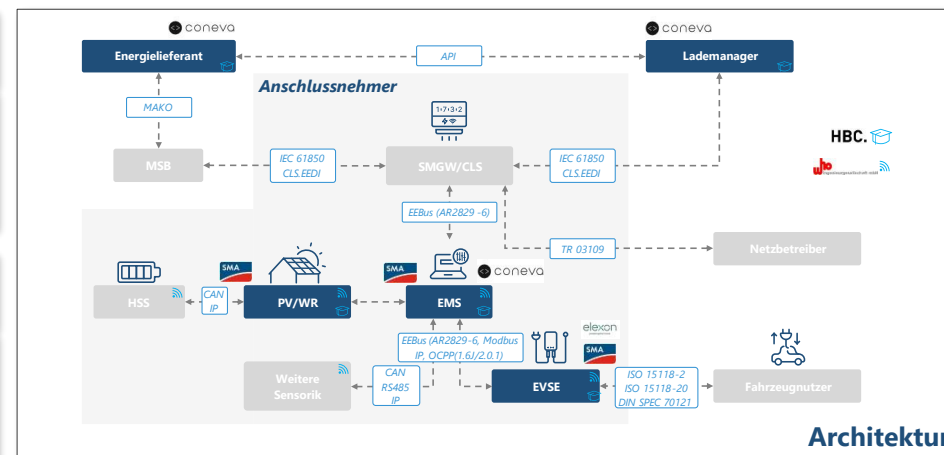 coneva
coneva
Energielieferant
API
Lademanager
Anschlussnehmer
1·7·3·2
MAKO
HBC.
MSB
IEC 61850
CLS.EEDI
SMGW/CLS
IEC 61850
CLS.EEDI
who
EEBus (AR2829 -6)
TR 03109
Netzbetreiber
SMA
SMA
coneva
HSS
CAN
IP
PV/WR
EMS
elexon
EEBus (AR2829-6, Modbus
IP, OCPP(1.6J/2.0.1)
SMA
Weitere
Sensorik
CAN
RS485
IP
EVSE
ISO 15118-2
ISO 15118-20
DIN SPEC 70121
Fahrzeugnutzer
Architektur